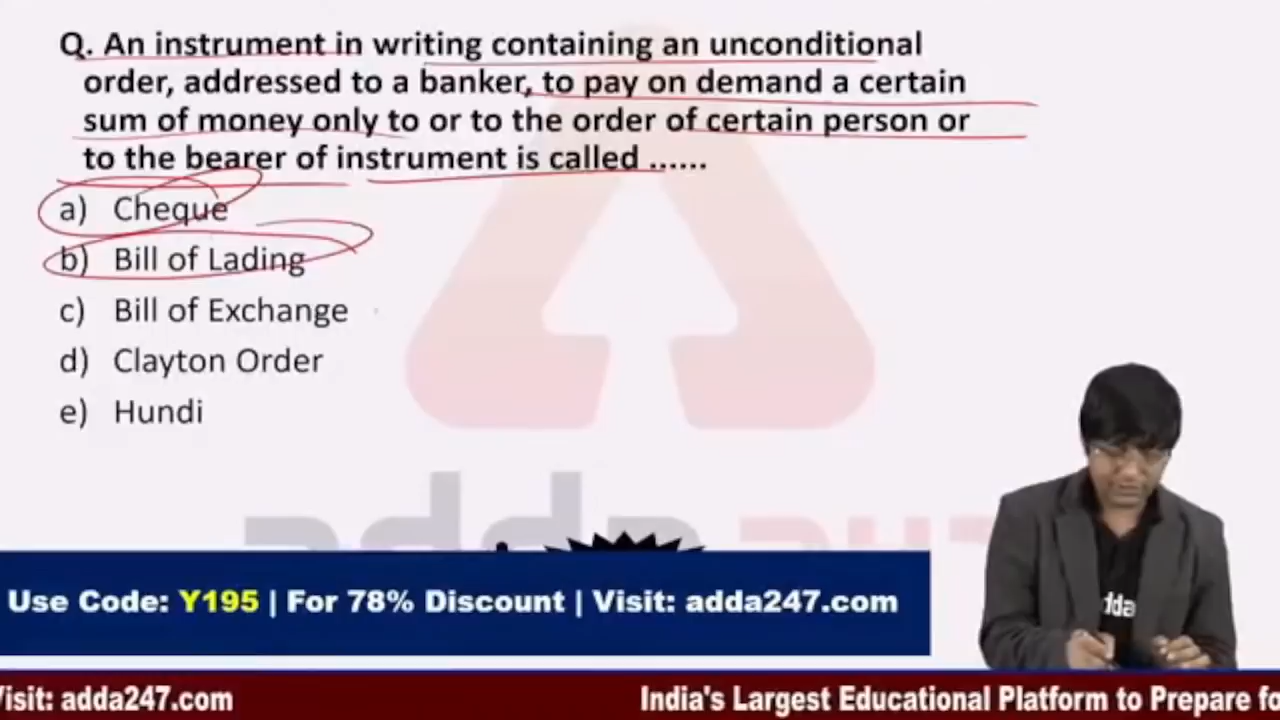 Q. An instrument in writing containing an unconditional
order, addressed to a banker, to pay on demand a certain
sum of money only to or to the order of certain person or
to the bearer of instrument is called ......
a) Cheque
b) Bill of Lading
c) Bill of Exchange
d) Clayton Order
e) Hundi
adda 247
Use Code: Y195 | For 78% Discount | Visit: adda247.com
adda
Visit: adda247.com
India's Largest Educational Platform to Prepare fo